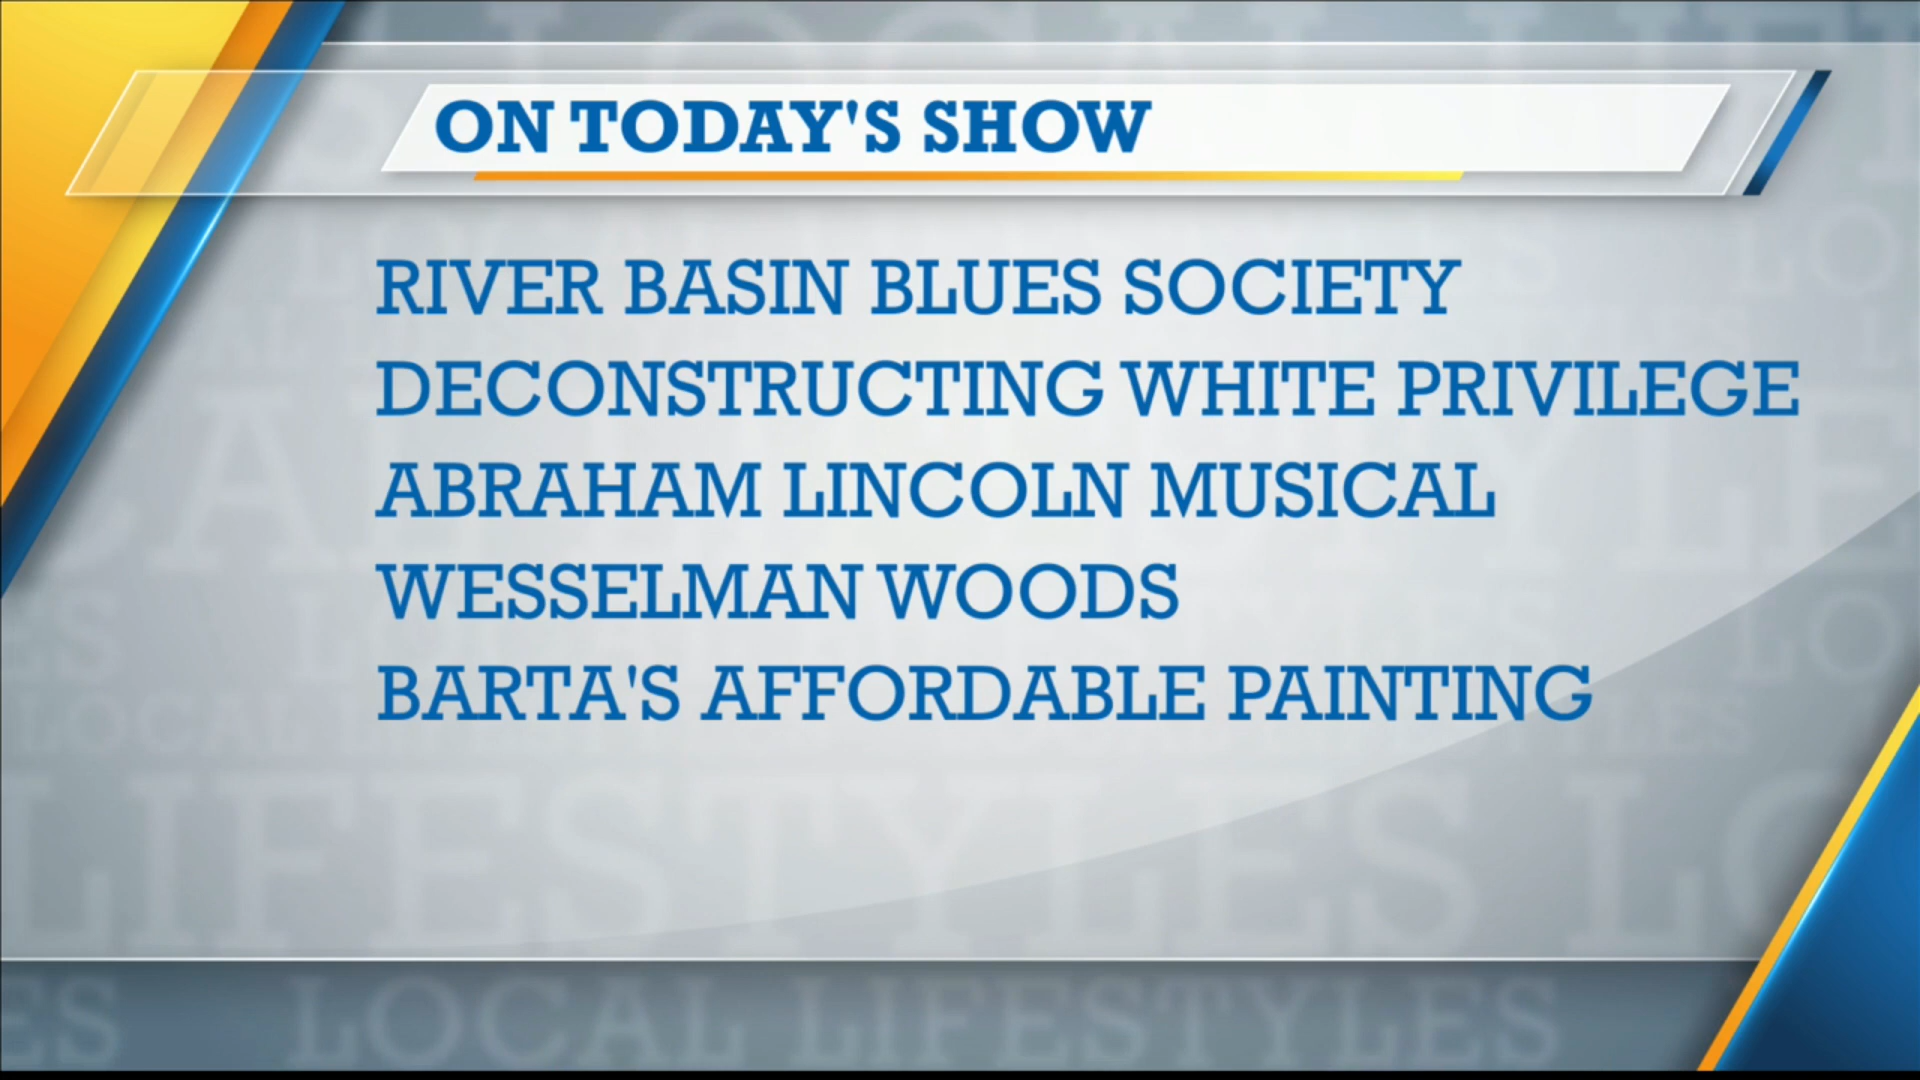 ON TODAY'S SHOW
RIVER BASIN BLUES SOCIETY
DECONSTRUCTING WHITE PRIVILEGE
ABRAHAM LINCOLN MUSICAL
WESSELMAN WOODS
BARTA'S AFFORDABLE PAINTING
LIFESTYLES
LOCAL LIFESTYLES